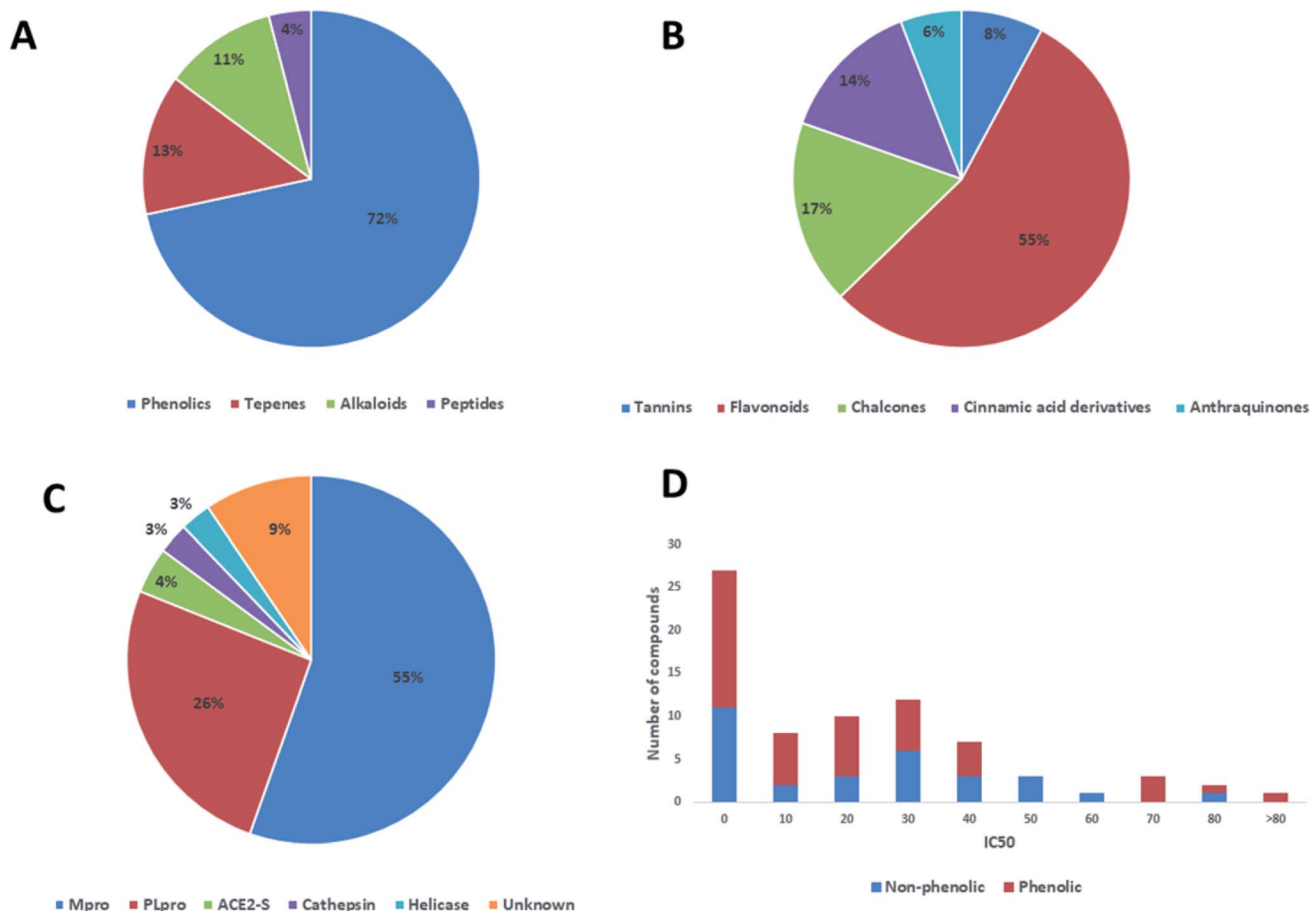 A
4%
11%
13%
72%
Phenolics Tepenes Alkaloids Peptides
B
6%
8%
14%
17%
55%
Tannins Flavonoids Chalcones Cinnamic acid derivatives Anthraquinones
C
3%
3%
9%
4%
55%
26%
Mpro PLpro ACE2-S Cathepsin Helicase Unknown
D
Number of compounds
30
25
20
15
10
5
0
0 10 20 30 40 50 60 70 80 >80
IC50
Non-phenolic Phenolic